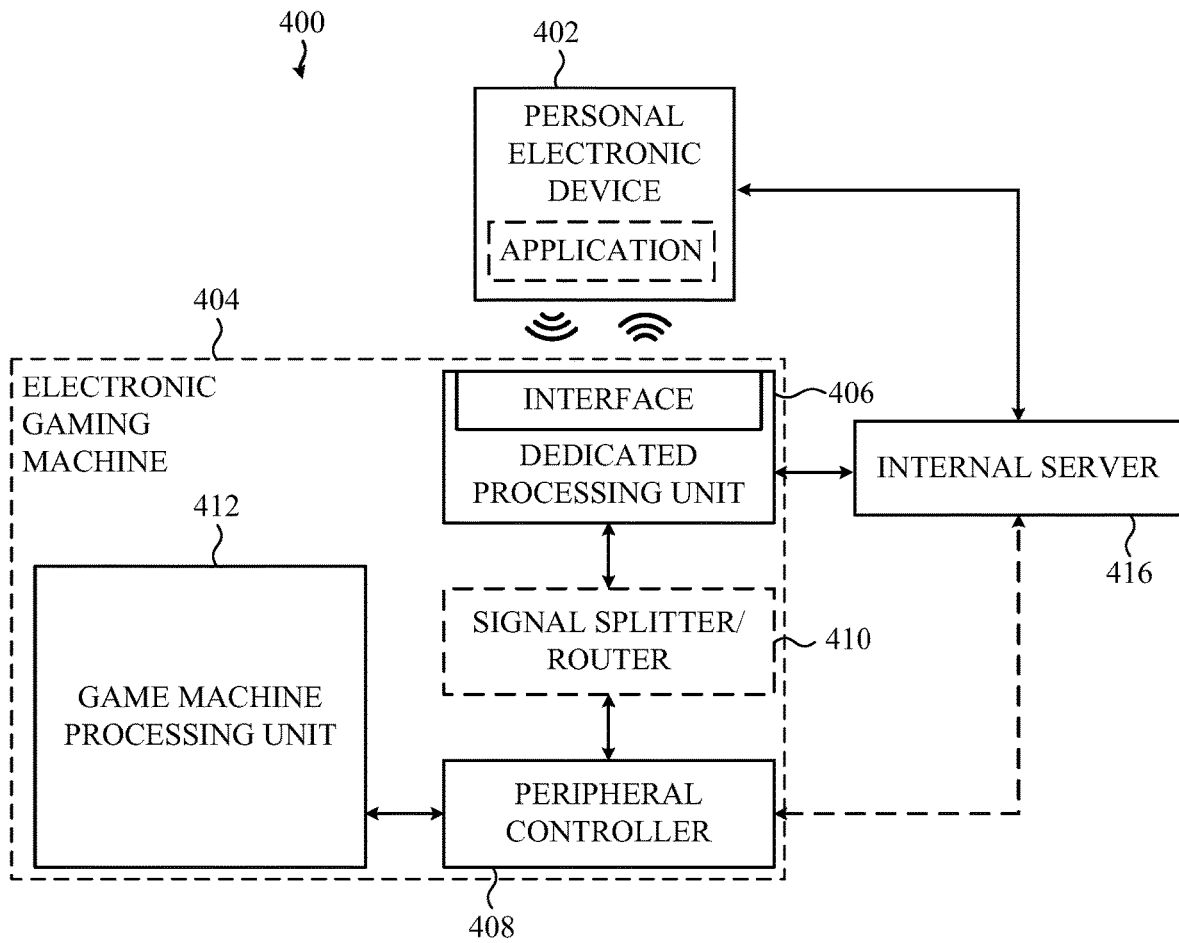 400
402
PERSONAL
ELECTRONIC
DEVICE
APPLICATION
404
ELECTRONIC
GAMING
MACHINE
INTERFACE
406
DEDICATED
PROCESSING UNIT
INTERNAL SERVER
416
412
GAME MACHINE
PROCESSING UNIT
SIGNAL SPLITTER/
ROUTER
410
PERIPHERAL
CONTROLLER
408